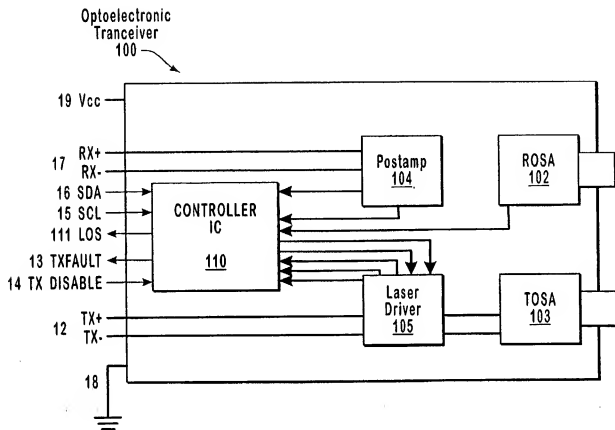 Optoelectronic
Tranceiver
100
19 Vcc
17 RX+
RX-
16 SDA
15 SCL
111 LOS
13 TXFAULT
14 TX DISABLE
12 TX+
TX-
18
CONTROLLER
IC
110
Postamp
104
ROSA
102
Laser
Driver
105
TOSA
103